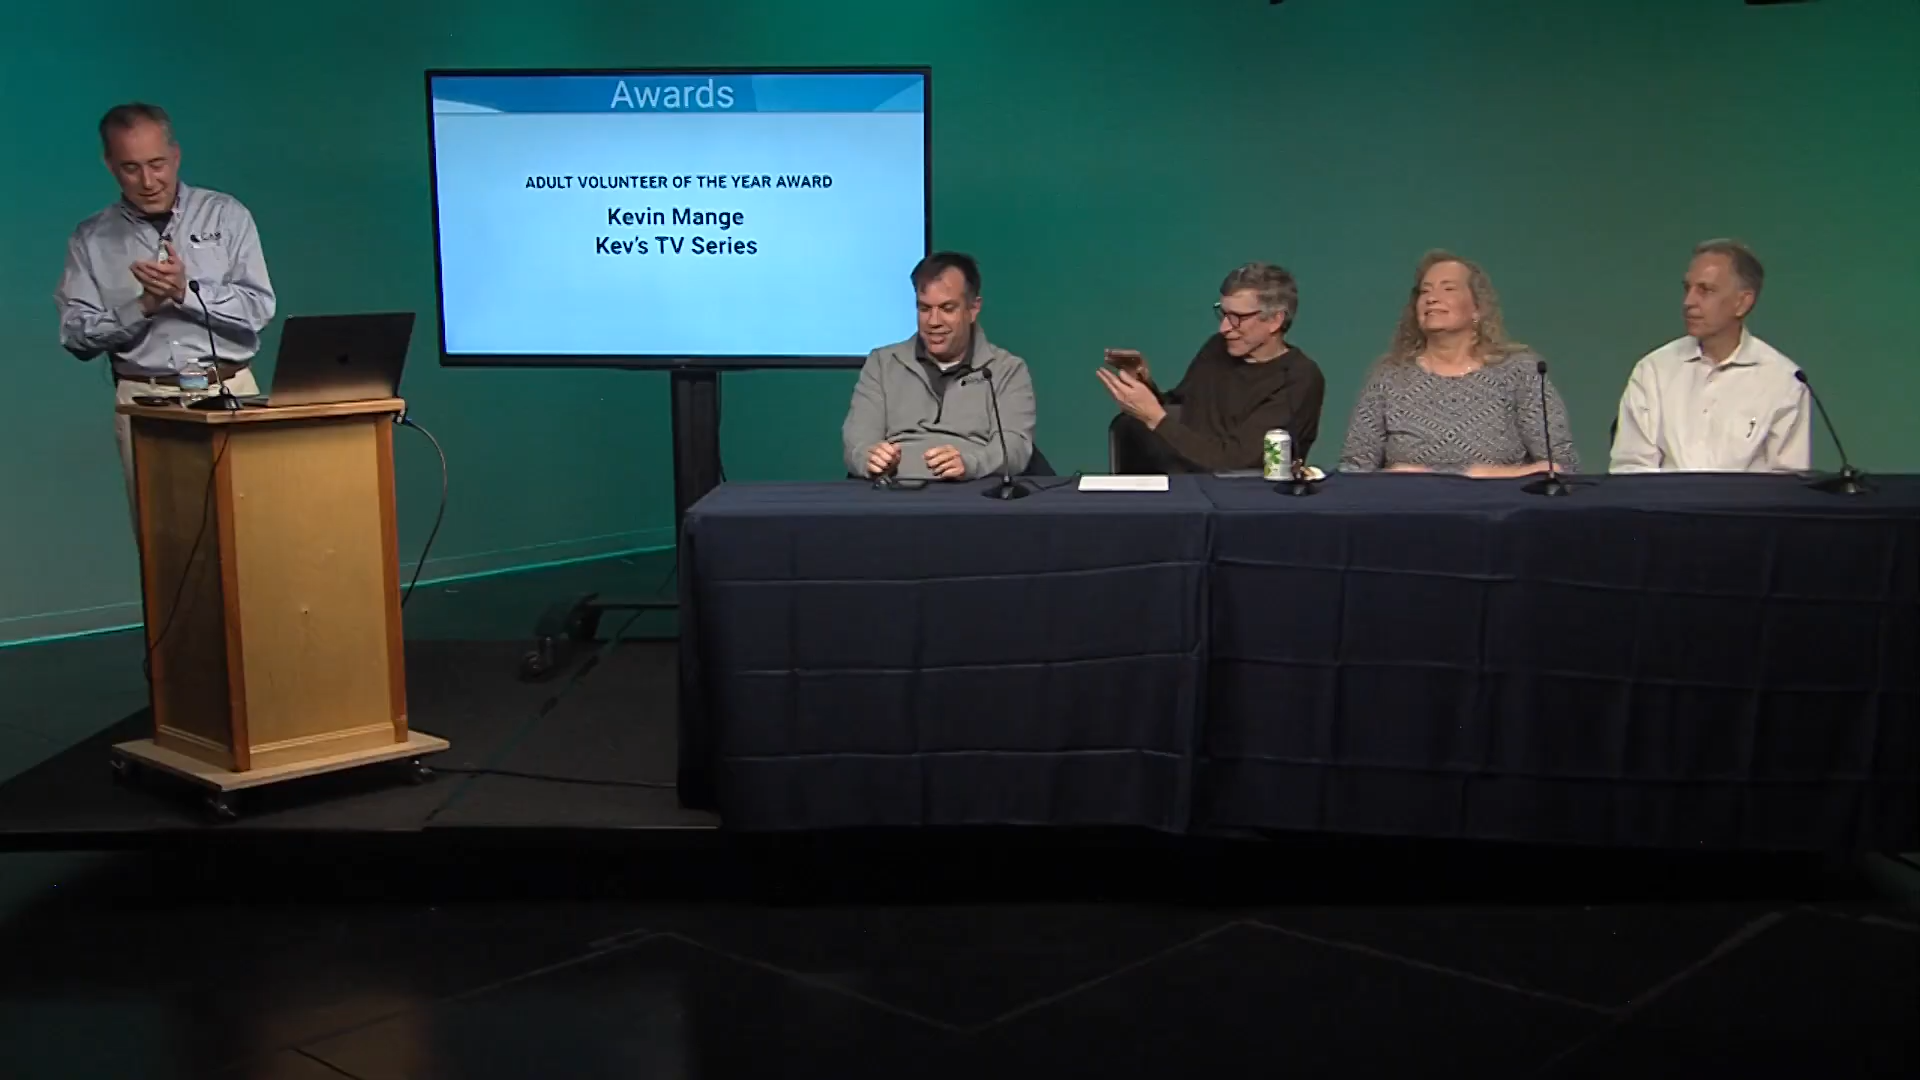 Awards
ADULT VOLUNTEER OF THE YEAR AWARD
Kevin Mange
Kev's TV Series